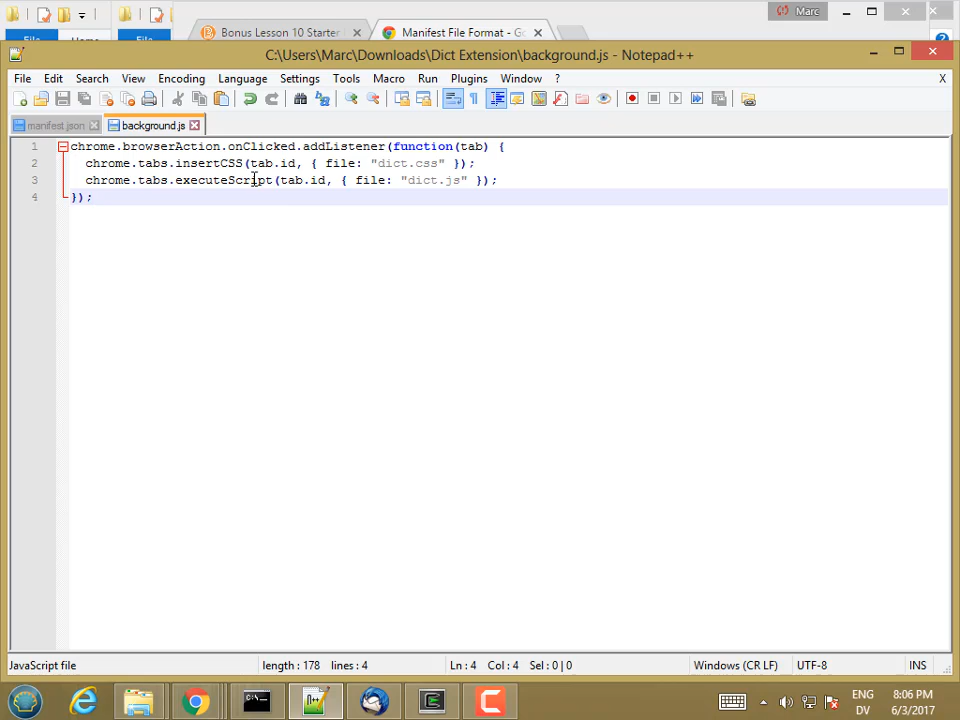 Bonus Lesson 10 Starter
Manifest File Format - Go
Marc
C:\Users\Marc\Downloads\Dict Extension\background.js - Notepad++
File Edit Search View Encoding Language Settings Tools Macro Run Plugins Window ? X
manifest.json background.js
1 chrome.browserAction.onClicked.addListener(function(tab) {
2 chrome.tabs.insertCSS(tab.id, { file: "dict.css" });
3 chrome.tabs.executeScript(tab.id, { file: "dict.js" });
4 });
JavaScript file length : 178 lines : 4 Ln : 4 Col : 4 Sel : 0 | 0 Windows (CR LF) UTF-8 INS
ENG 8:06 PM
DV 6/3/2017